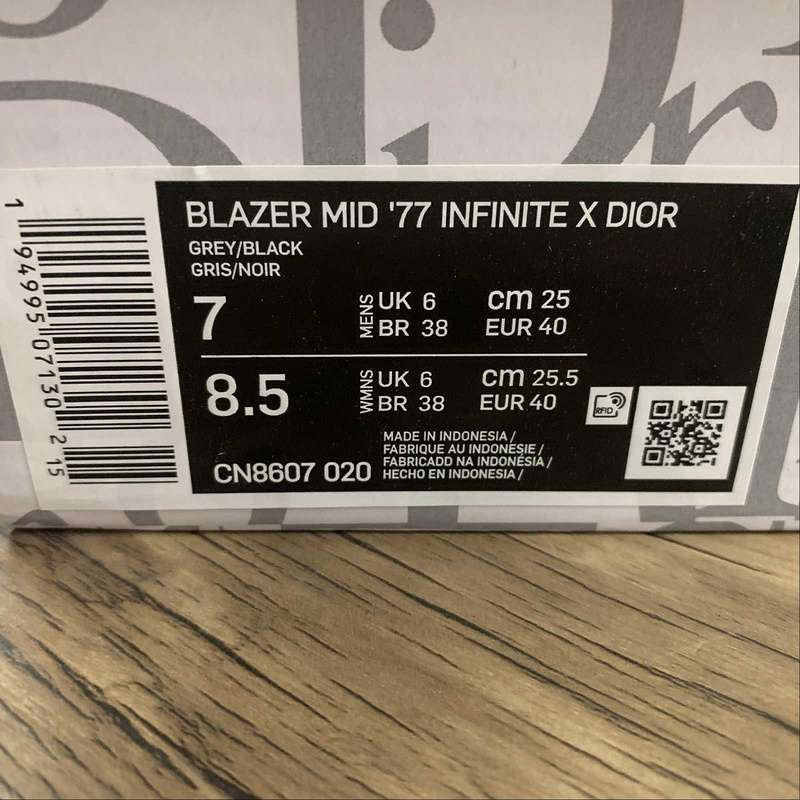 BLAZER MID '77 INFINITE X DIOR
GREY/BLACK
GRIS/NOIR
7
MENS
UK 6 cm 25
BR 38 EUR 40
8.5
WMNS
UK 6 cm 25.5
BR 38 EUR 40
RFID
MADE IN INDONESIA /
FABRIQUE AU INDONESIE /
FABRICADD NA INDONÉSIA /
HECHO EN INDONESIA /
CN8607 020
1 94995 07130 2 15